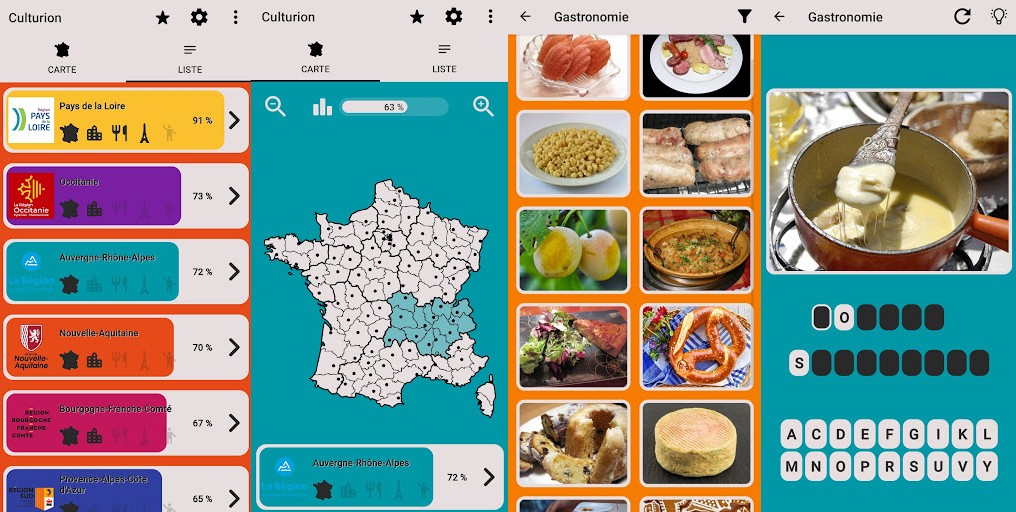 Culturion
CARTE
LISTE
Région
PAYS
de la
LOIRE
Pays de la Loire
91 %
La Région
Occitanie
Pyrénées - Méditerranée
Occitanie
73 %
La Région
Auvergne-Rhône-Alpes
72 %
RÉGION
Nouvelle-
Aquitaine
Nouvelle-Aquitaine
70 %
RÉGION
BOURGOGNE
FRANCHE
COMTÉ
Bourgogne-Franche-Comté
67 %
RÉGION
SUD
Provence-Alpes-Côte
d'Azur
65 %
Culturion
CARTE
LISTE
63 %
La Région
Auvergne-Rhône-Alpes
72 %
Gastronomie
Gastronomie
O
S
A C D E F G I K L
M N O P R S U V Y